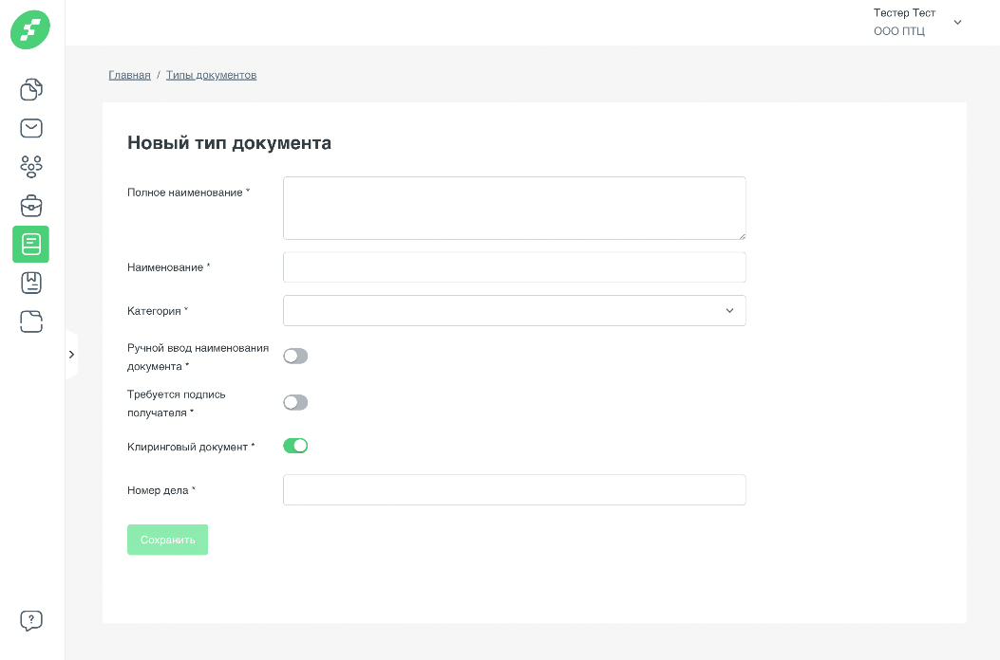 Тестер Тест
ООО ПТЦ
Главная / Типы документов
Новый тип документа
Полное наименование *
Наименование *
Категория *
Ручной ввод наименования
документа *
Требуется подпись
получателя *
Клиринговый документ *
Номер дела *
Сохранить
?